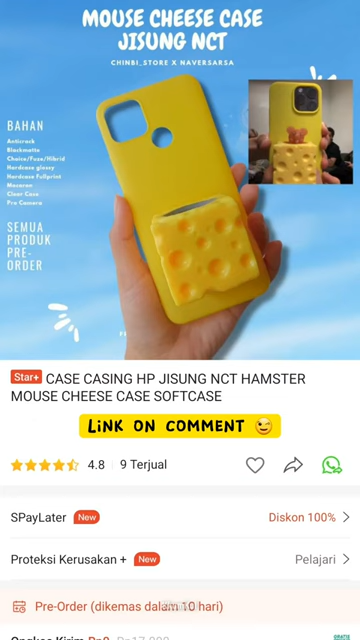 MOUSE CHEESE CASE
JISUNG NCT
CHINBI_STORE X NAVERSARSA
BAHAN
Anticrack
Blackmatte
Choice/Fuze/Hibrid
Hardcase glossy
Hardcase Fullprint
Macaron
Clear Case
Pro Camera
SEMUA
PRODUK
PRE-
ORDER
Star+ CASE CASING HP JISUNG NCT HAMSTER
MOUSE CHEESE CASE SOFTCASE
LiNK ON COMMENT 😉
4.8 9 Terjual
SPayLater New Diskon 100%
Proteksi Kerusakan + New Pelajari
Pre-Order (dikemas dalam 10 hari)